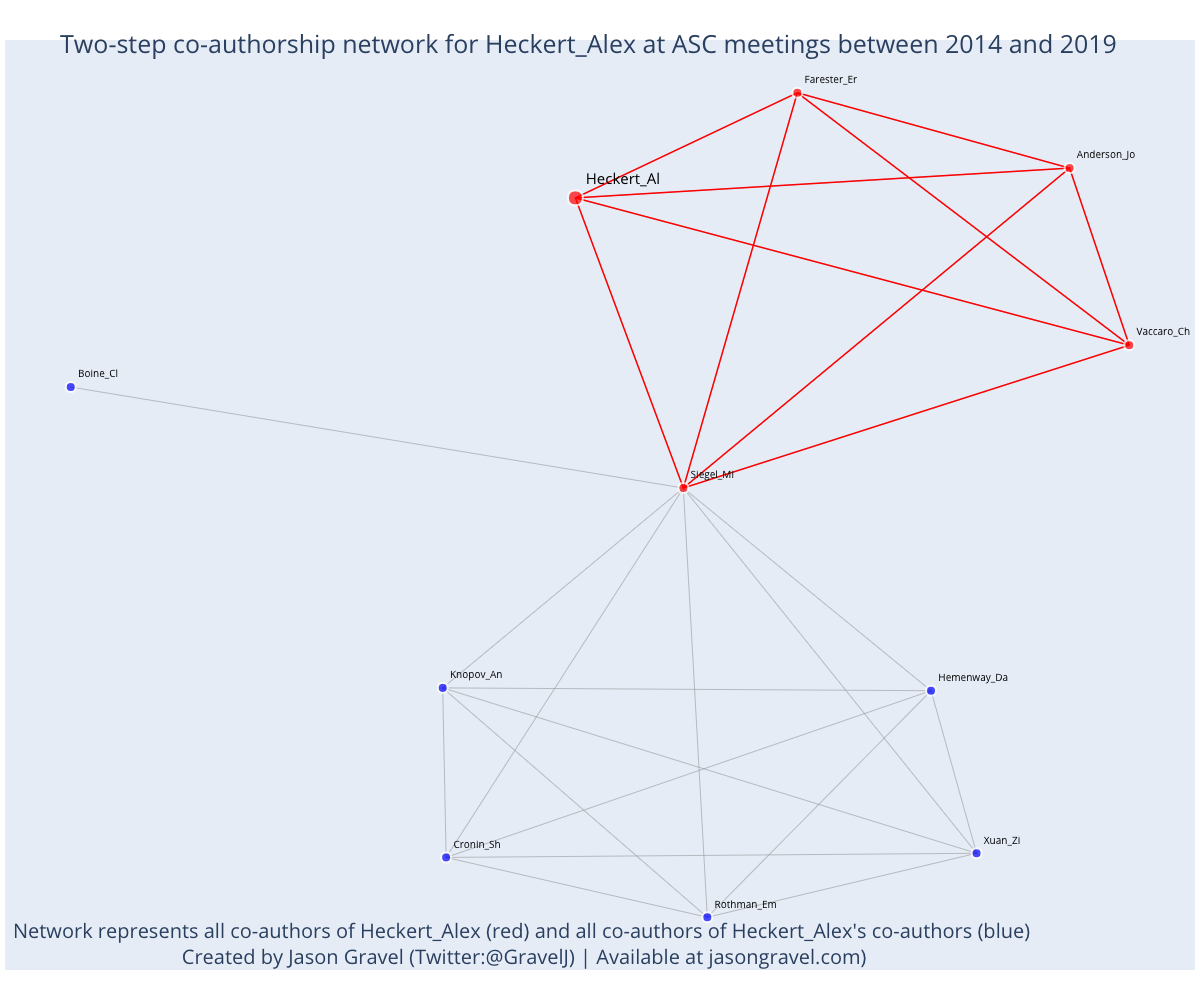 Two-step co-authorship network for Heckert_Alex at ASC meetings between 2014 and 2019
Farester_Er
Anderson_Jo
Heckert_Al
Vaccaro_Ch
Boine_Cl
Siegel_Mi
Knopov_An
Hemenway_Da
Xuan_Zi
Cronin_Sh
Rothman_Em
Network represents all co-authors of Heckert_Alex (red) and all co-authors of Heckert_Alex's co-authors (blue)
Created by Jason Gravel (Twitter:@GravelJ) | Available at jasongravel.com)